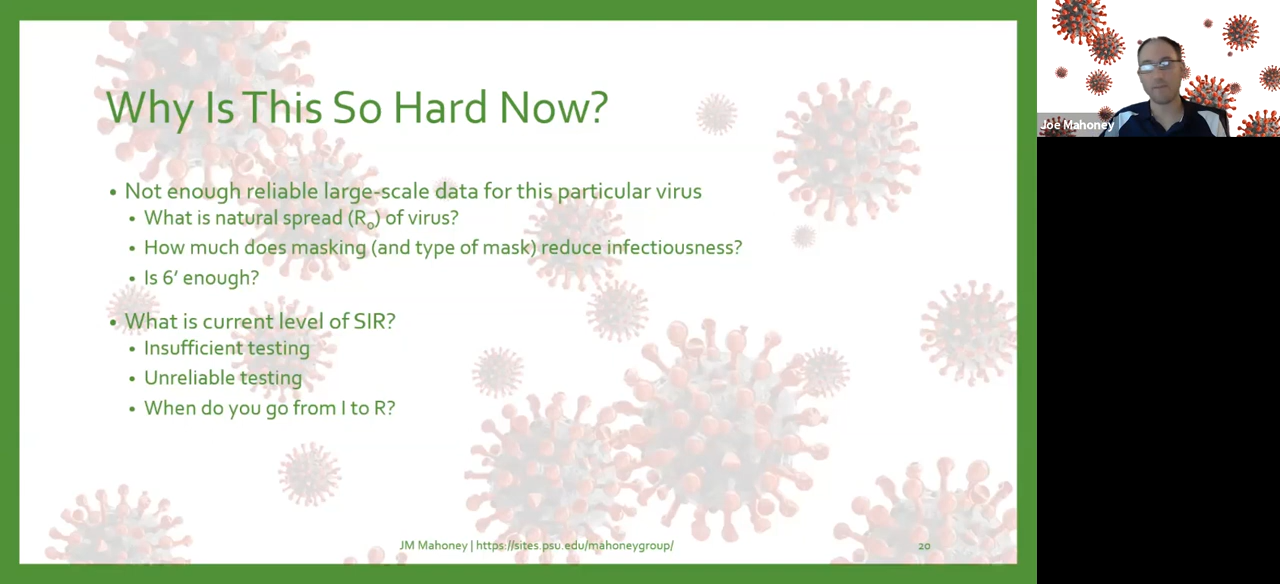 Why Is This So Hard Now?
• Not enough reliable large-scale data for this particular virus
• What is natural spread (R₀) of virus?
• How much does masking (and type of mask) reduce infectiousness?
• Is 6’ enough?
• What is current level of SIR?
• Insufficient testing
• Unreliable testing
• When do you go from I to R?
JM Mahoney | https://sites.psu.edu/mahoneygroup/
20
Joe Mahoney